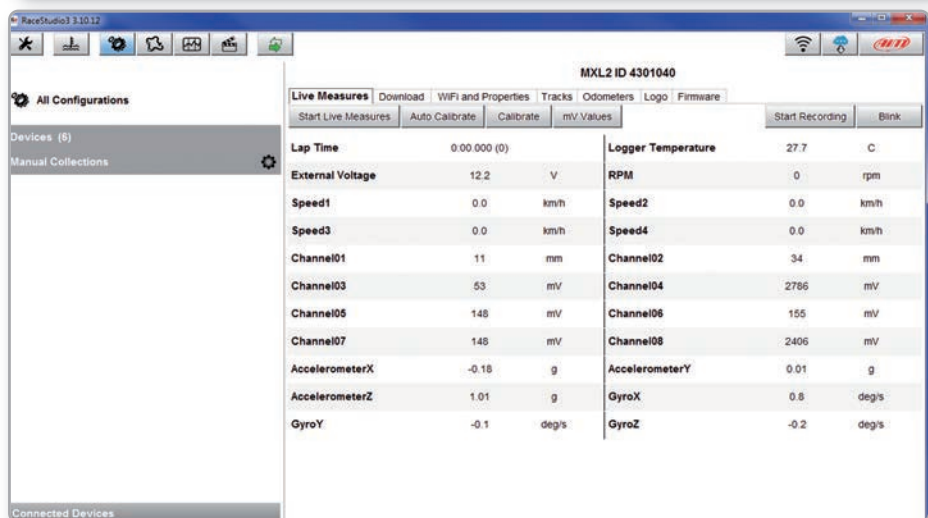 RaceStudio3 3.10.12
AIM
MXL2 ID 4301040
All Configurations
Live Measures Download WiFi and Properties Tracks Odometers Logo Firmware
Start Live Measures Auto Calibrate Calibrate mV Values Start Recording Blink
Devices (6)
Manual Collections
Lap Time 0:00.000 (0) Logger Temperature 27.7 C
External Voltage 12.2 V RPM 0 rpm
Speed1 0.0 km/h Speed2 0.0 km/h
Speed3 0.0 km/h Speed4 0.0 km/h
Channel01 11 mm Channel02 34 mm
Channel03 53 mV Channel04 2786 mV
Channel05 148 mV Channel06 155 mV
Channel07 148 mV Channel08 2406 mV
AccelerometerX -0.18 g AccelerometerY 0.01 g
AccelerometerZ 1.01 g GyroX 0.8 deg/s
GyroY -0.1 deg/s GyroZ -0.2 deg/s
Connected Devices